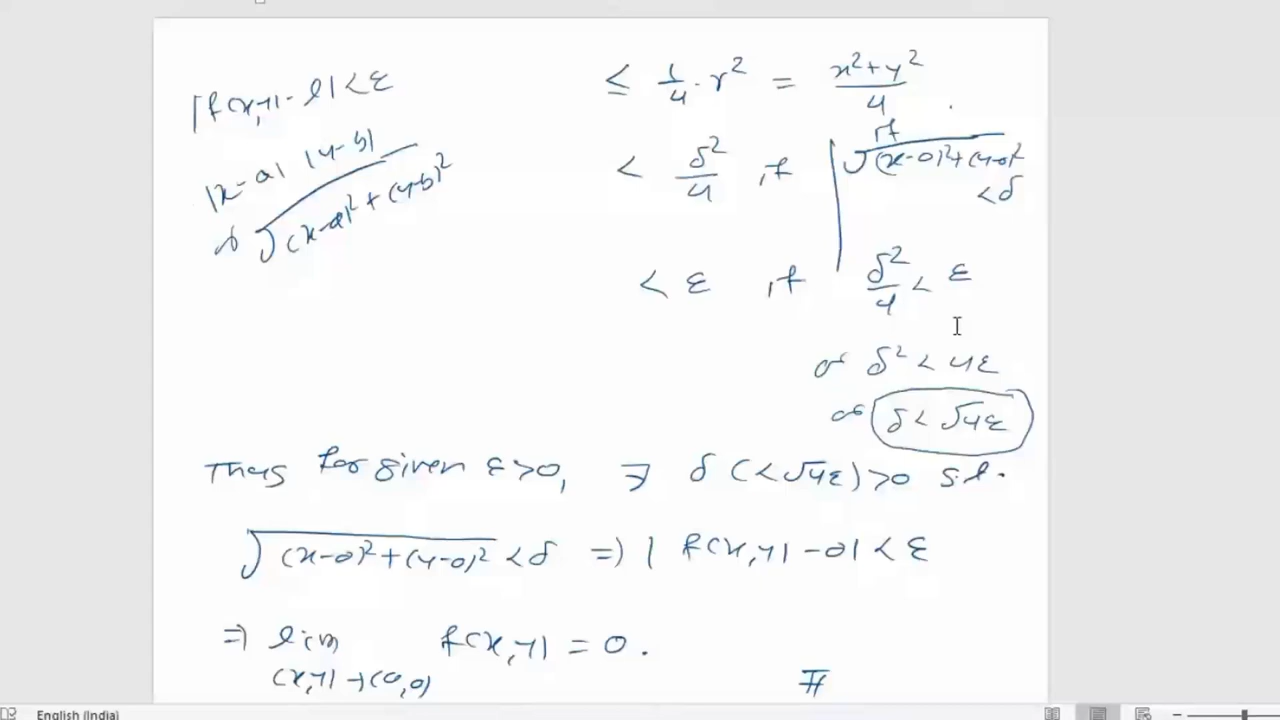 |f(x,y) - l| < ε
|x-a| |y-b|
or √(x-a)² + (y-b)²
≤ 1/4 · r² = x²+y²/4 .
< δ²/4 if if √(x-0)²+(y-0)² < δ
< ε if δ²/4 < ε
or δ² < 4ε
or δ < √4ε
Thus for given ε>0, ∃ δ (<√4ε)>0 s.t.
√(x-0)²+(y-0)² < δ => | f(x,y) - 0| < ε
=> lim f(x,y) = 0.
(x,y)→(0,0)
English (India)